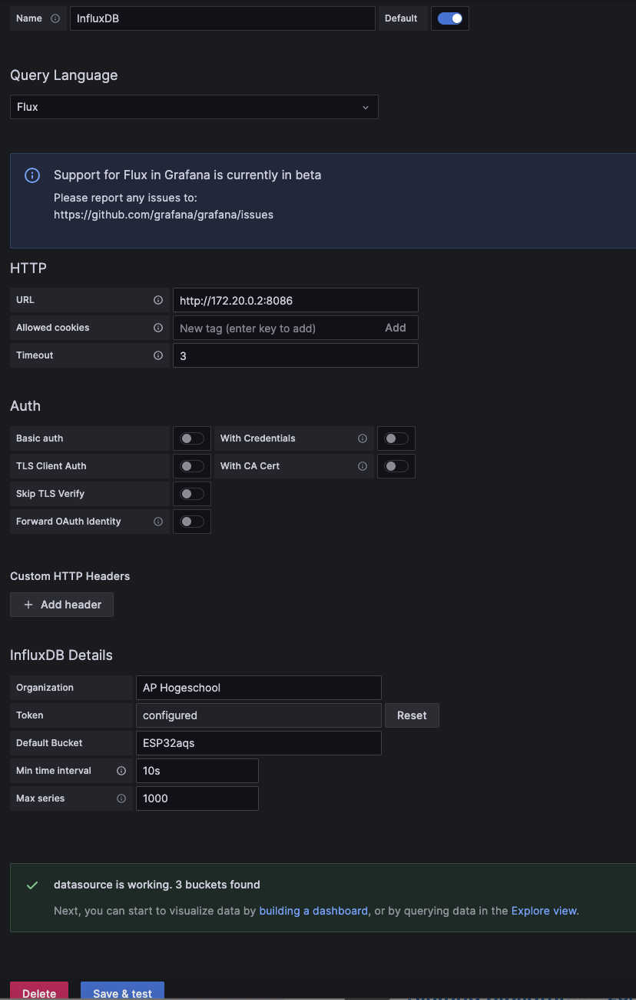 Name InfluxDB Default
Query Language
Flux
Support for Flux in Grafana is currently in beta
Please report any issues to:
https://github.com/grafana/grafana/issues
HTTP
URL http://172.20.0.2:8086
Allowed cookies New tag (enter key to add) Add
Timeout 3
Auth
Basic auth With Credentials
TLS Client Auth With CA Cert
Skip TLS Verify
Forward OAuth Identity
Custom HTTP Headers
+ Add header
InfluxDB Details
Organization AP Hogeschool
Token configured Reset
Default Bucket ESP32aqs
Min time interval 10s
Max series 1000
datasource is working. 3 buckets found
Next, you can start to visualize data by building a dashboard, or by querying data in the Explore view.
Delete Save & test